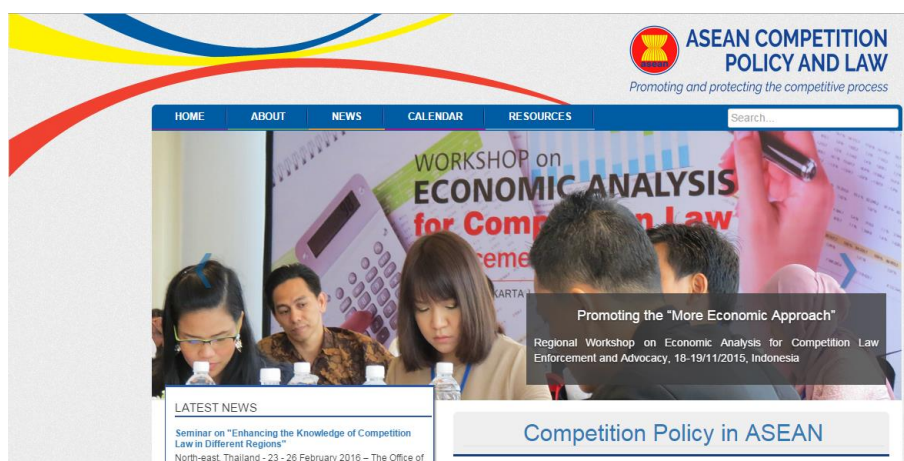 asean
ASEAN COMPETITION
POLICY AND LAW
Promoting and protecting the competitive process
HOME ABOUT NEWS CALENDAR RESOURCES Search...
WORKSHOP on
ECONOMIC ANALYSIS
for Law
KARTA
Promoting the “More Economic Approach”
Regional Workshop on Economic Analysis for Competition Law
Enforcement and Advocacy, 18-19/11/2015, Indonesia
LATEST NEWS
Seminar on "Enhancing the Knowledge of Competition
Law in Different Regions"
North-east, Thailand - 23 - 26 February 2016 – The Office of
Competition Policy in ASEAN